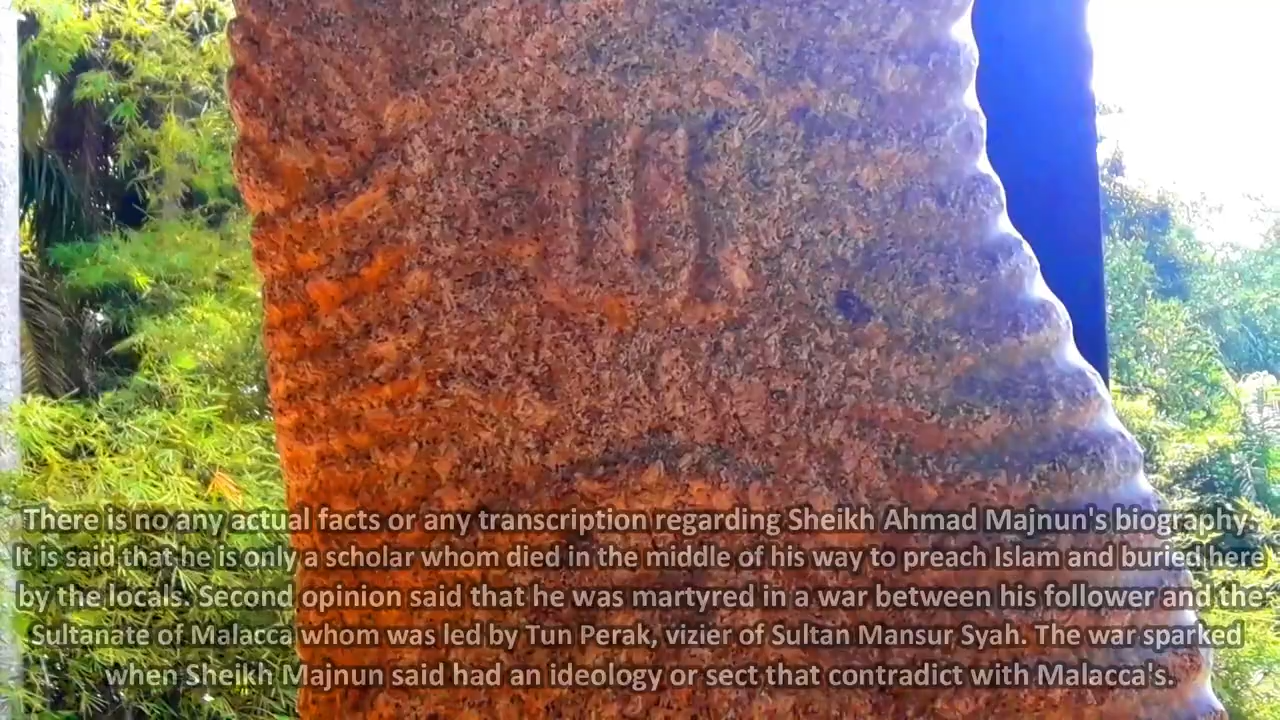 There is no any actual facts or any transcription regarding Sheikh Ahmad Majnun's biography.
It is said that he is only a scholar whom died in the middle of his way to preach Islam and buried here
by the locals. Second opinion said that he was martyred in a war between his follower and the
Sultanate of Malacca whom was led by Tun Perak, vizier of Sultan Mansur Syah. The war sparked
when Sheikh Majnun said had an ideology or sect that contradict with Malacca's.